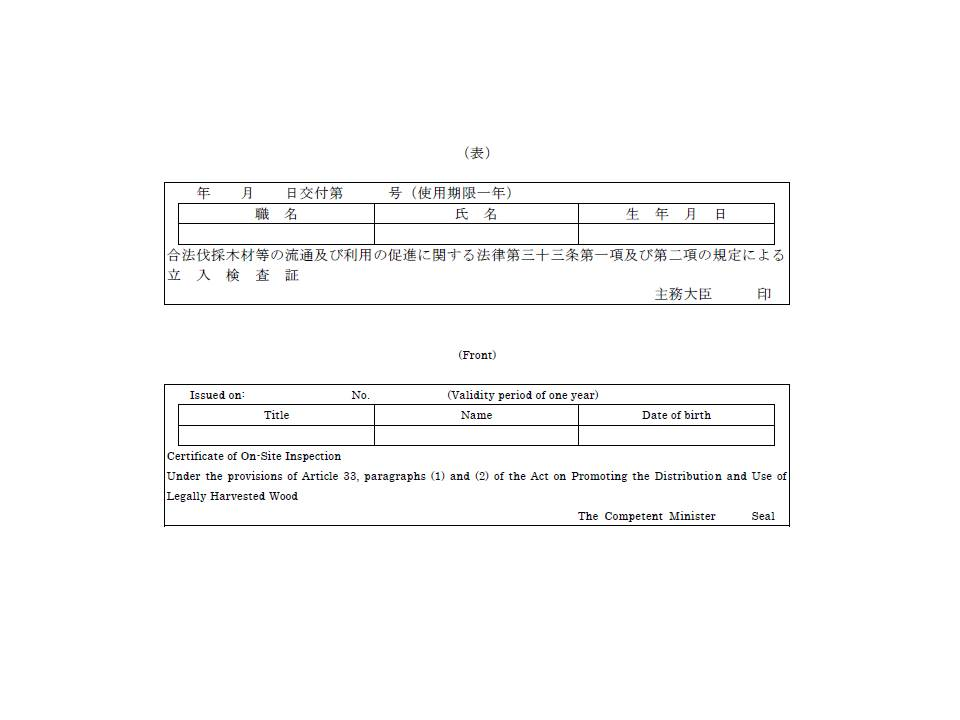 （表）
年　　月　　日交付第　　　号（使用期限一年）
職　名　氏　名　生　年　月　日
合法伐採木材等の流通及び利用の促進に関する法律第三十三条第一項及び第二項の規定による
立　入　検　査　証
主務大臣　　　印
(Front)
Issued on: No. (Validity period of one year)
Title Name Date of birth
Certificate of On-Site Inspection
Under the provisions of Article 33, paragraphs (1) and (2) of the Act on Promoting the Distribution and Use of
Legally Harvested Wood
The Competent Minister Seal